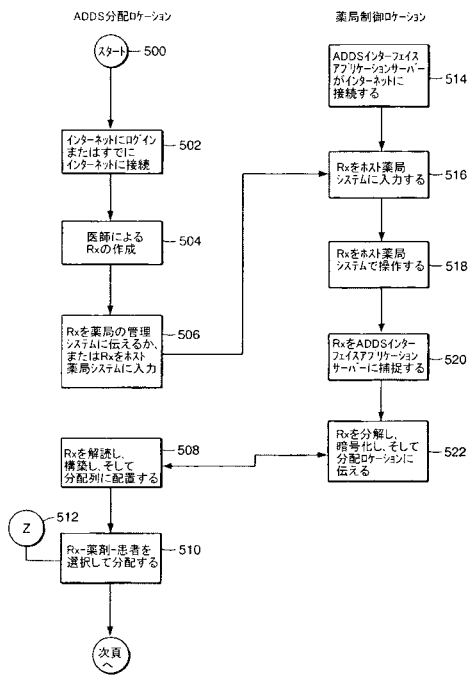 ADDS分配ロケーション
スタート
500
インターネットにログイン
またはすでに
インターネットに接続
502
医師による
Rxの作成
504
Rxを薬局の管理
システムに伝えるか、
またはRxをホスト
薬局システムに入力
506
Rxを解読し、
構築し、そして
分配列に配置する
508
512
Z
Rx-薬剤-患者を
選択して分配する
510
次頁
へ
薬局制御ロケーション
ADDSインターフェイス
アプリケーションサーバー
がインターネットに
接続する
514
Rxをホスト薬局
システムに入力する
516
Rxをホスト薬局
システムで操作する
518
RxをADDSインター
フェイスアプリケーション
サーバーに捕捉する
520
Rxを分解し、
暗号化し、そして
分配ロケーションに
伝える
522